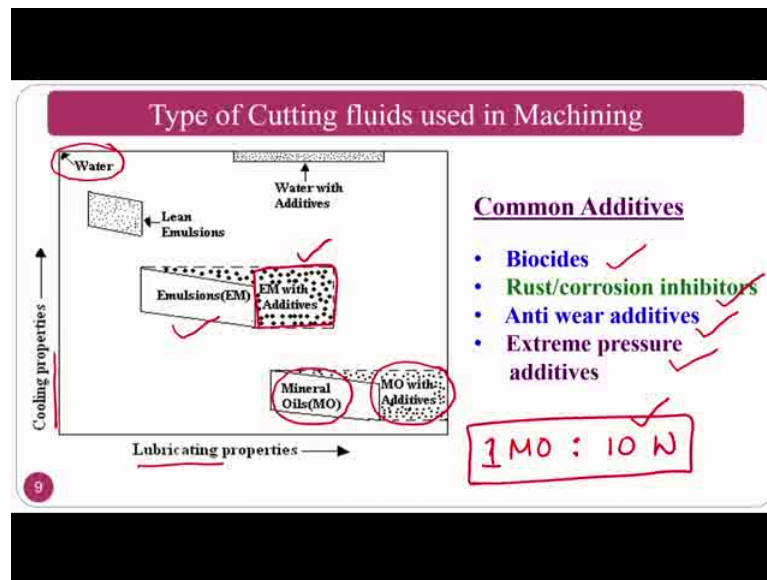 Type of Cutting fluids used in Machining
Water
Water with
Additives
Lean
Emulsions
Emulsions(EM)
EM with
Additives
Mineral
Oils(MO)
MO with
Additives
Cooling properties
Lubricating properties
Common Additives
• Biocides
• Rust/corrosion inhibitors
• Anti wear additives
• Extreme pressure
additives
1 MO : 10 W
9